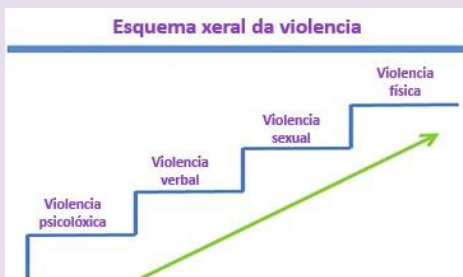 Esquema xeral da violencia
Violencia
física
Violencia
sexual
Violencia
verbal
Violencia
psicolóxica